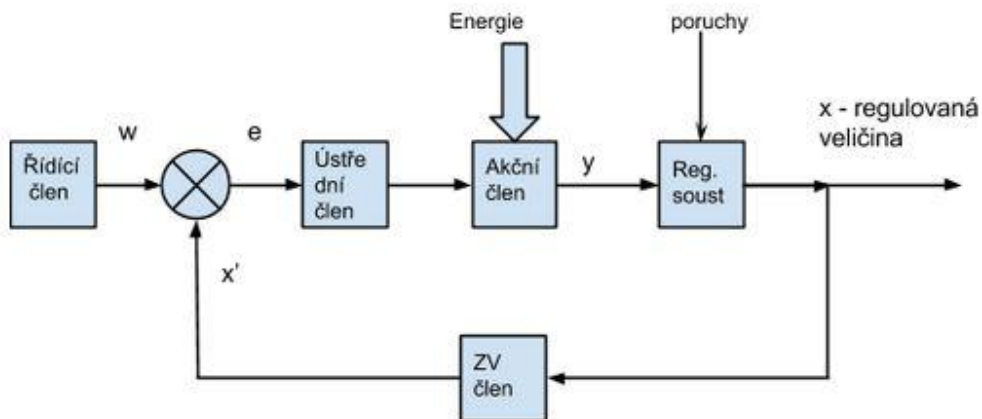 Energie
poruchy
x - regulovaná
veličina
w
e
Řídící
člen
Ústře
dní
člen
Akční
člen
y
Reg.
soust
x'
ZV
člen